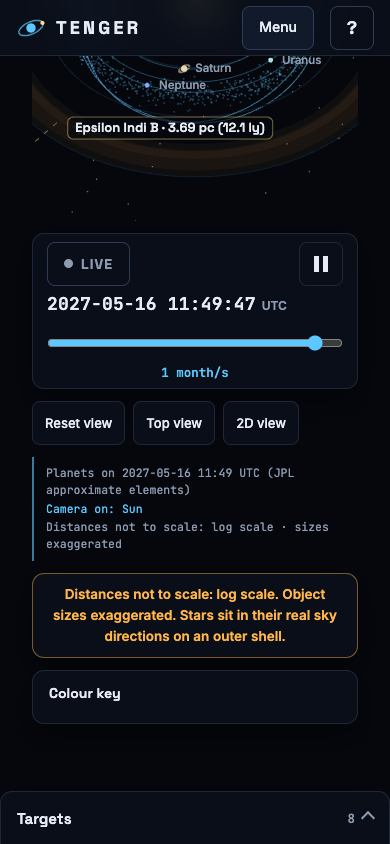 TENGER
Menu
?
Uranus
Saturn
Neptune
Epsilon Indi B · 3.69 pc (12.1 ly)
LIVE
2027-05-16 11:49:47 UTC
1 month/s
Reset view
Top view
2D view
Planets on 2027-05-16 11:49 UTC (JPL
approximate elements)
Camera on: Sun
Distances not to scale: log scale · sizes
exaggerated
Distances not to scale: log scale. Object
sizes exaggerated. Stars sit in their real sky
directions on an outer shell.
Colour key
Targets
8